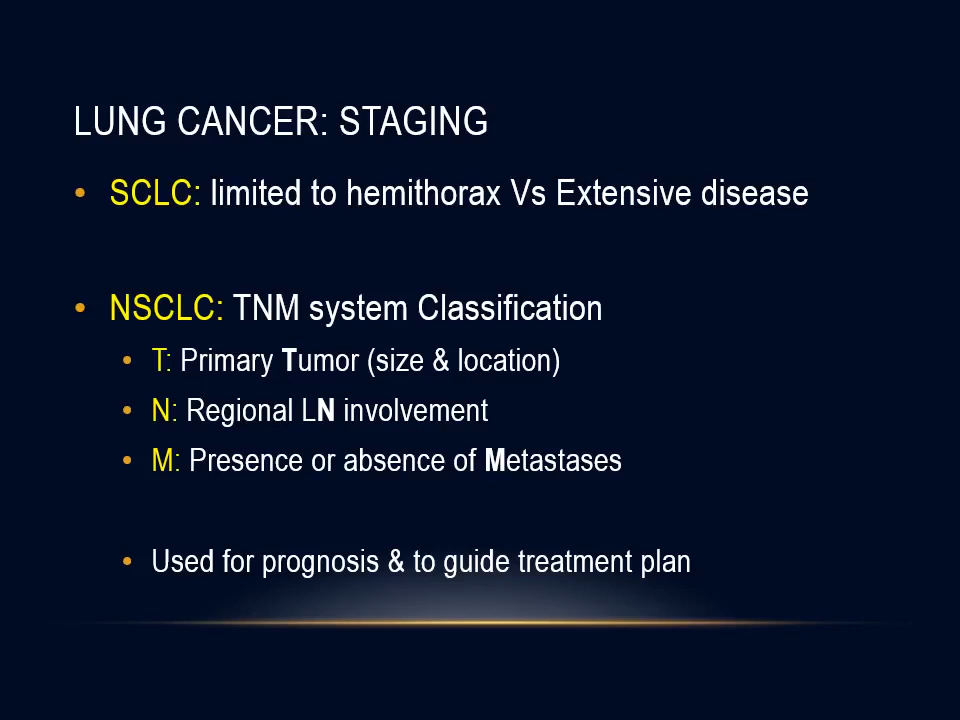 LUNG CANCER: STAGING
• SCLC: limited to hemithorax Vs Extensive disease
• NSCLC: TNM system Classification
• T: Primary Tumor (size & location)
• N: Regional LN involvement
• M: Presence or absence of Metastases
• Used for prognosis & to guide treatment plan